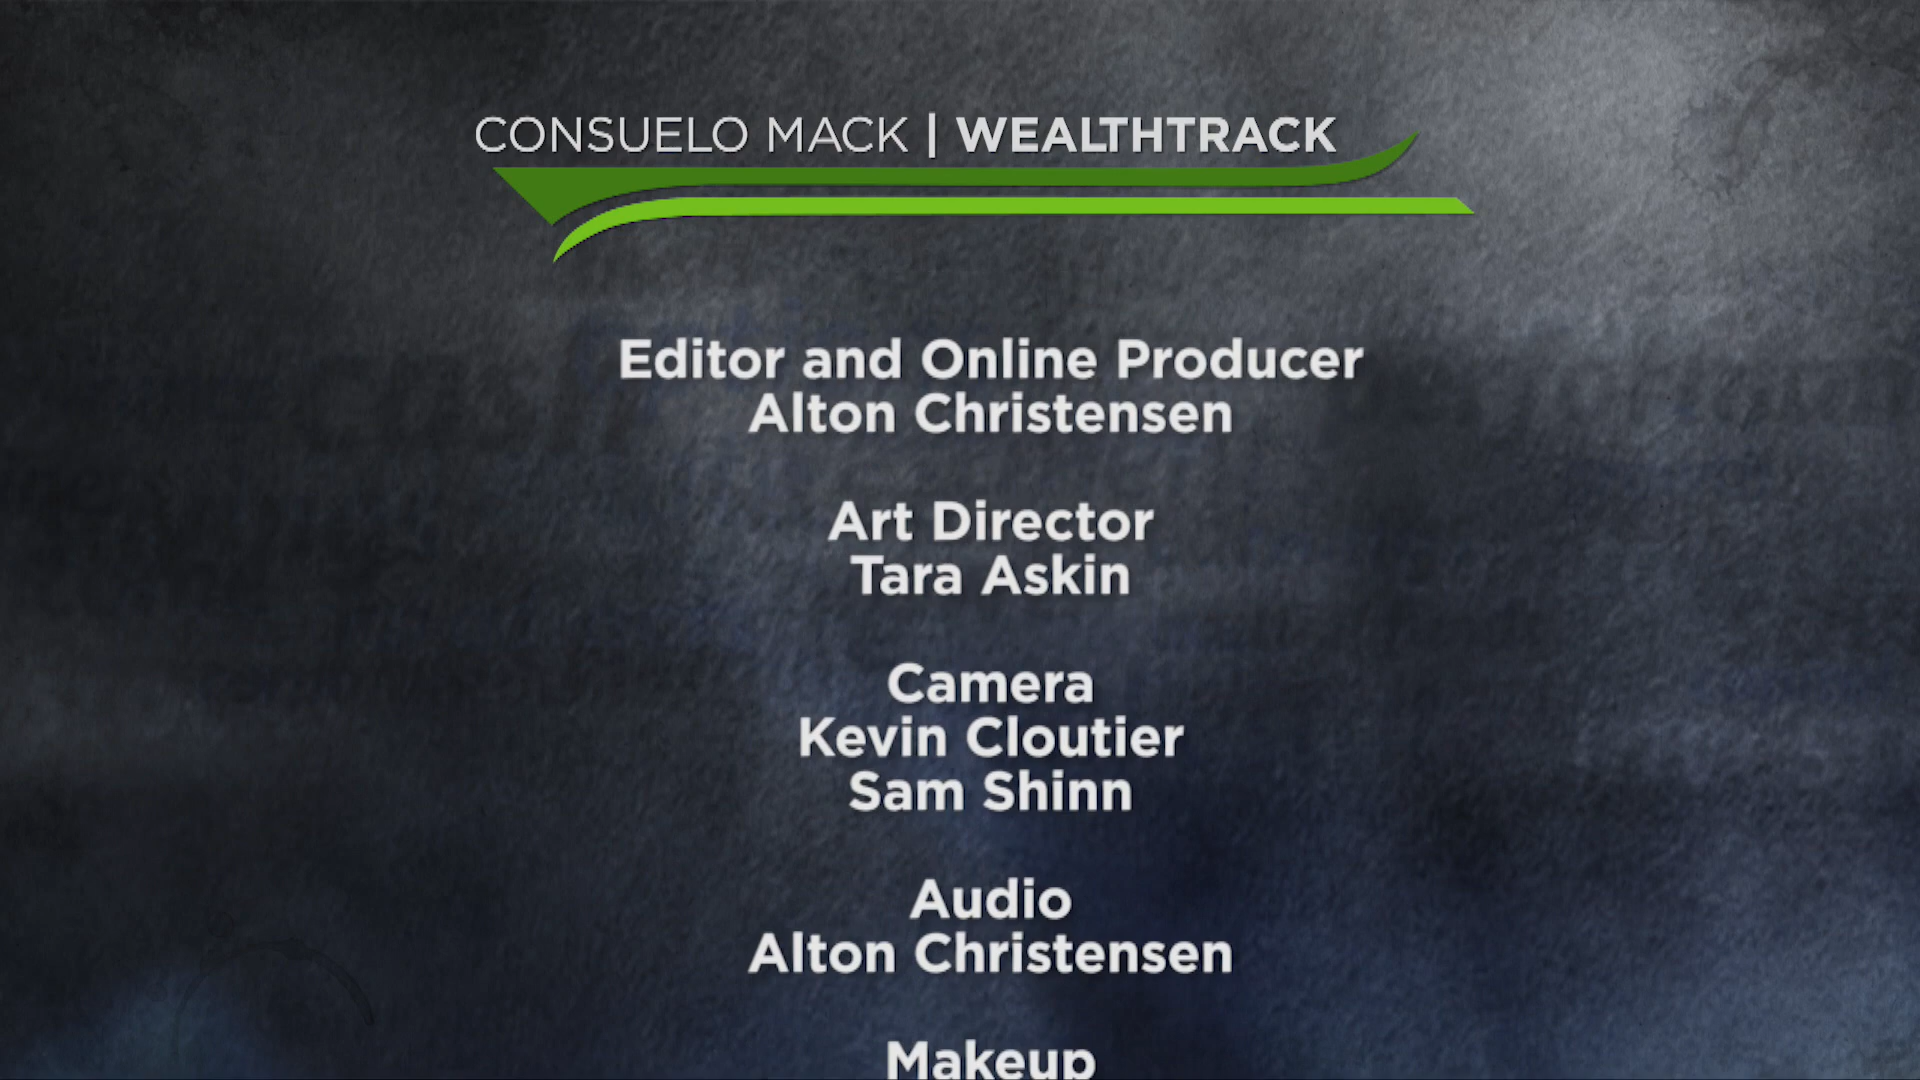 CONSUELO MACK | WEALTHTRACK
Editor and Online Producer
Alton Christensen
Art Director
Tara Askin
Camera
Kevin Cloutier
Sam Shinn
Audio
Alton Christensen
Makeup